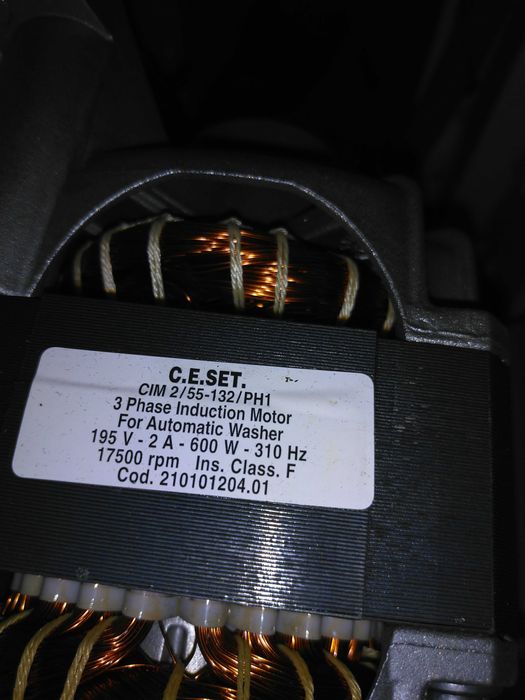 C.E.SET.
CIM 2/55-132/PH1
3 Phase Induction Motor
For Automatic Washer
195 V - 2 A - 600 W - 310 Hz
17500 rpm Ins. Class. F
Cod. 210101204.01